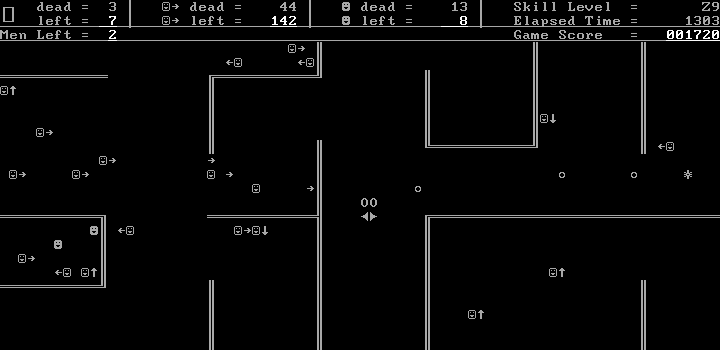 dead = 3 dead = 44 dead = 13 Skill Level = Z9
left = 7 left = 142 left = 8 Elapsed Time = 1303
Men Left = 2 Game Score = 001720